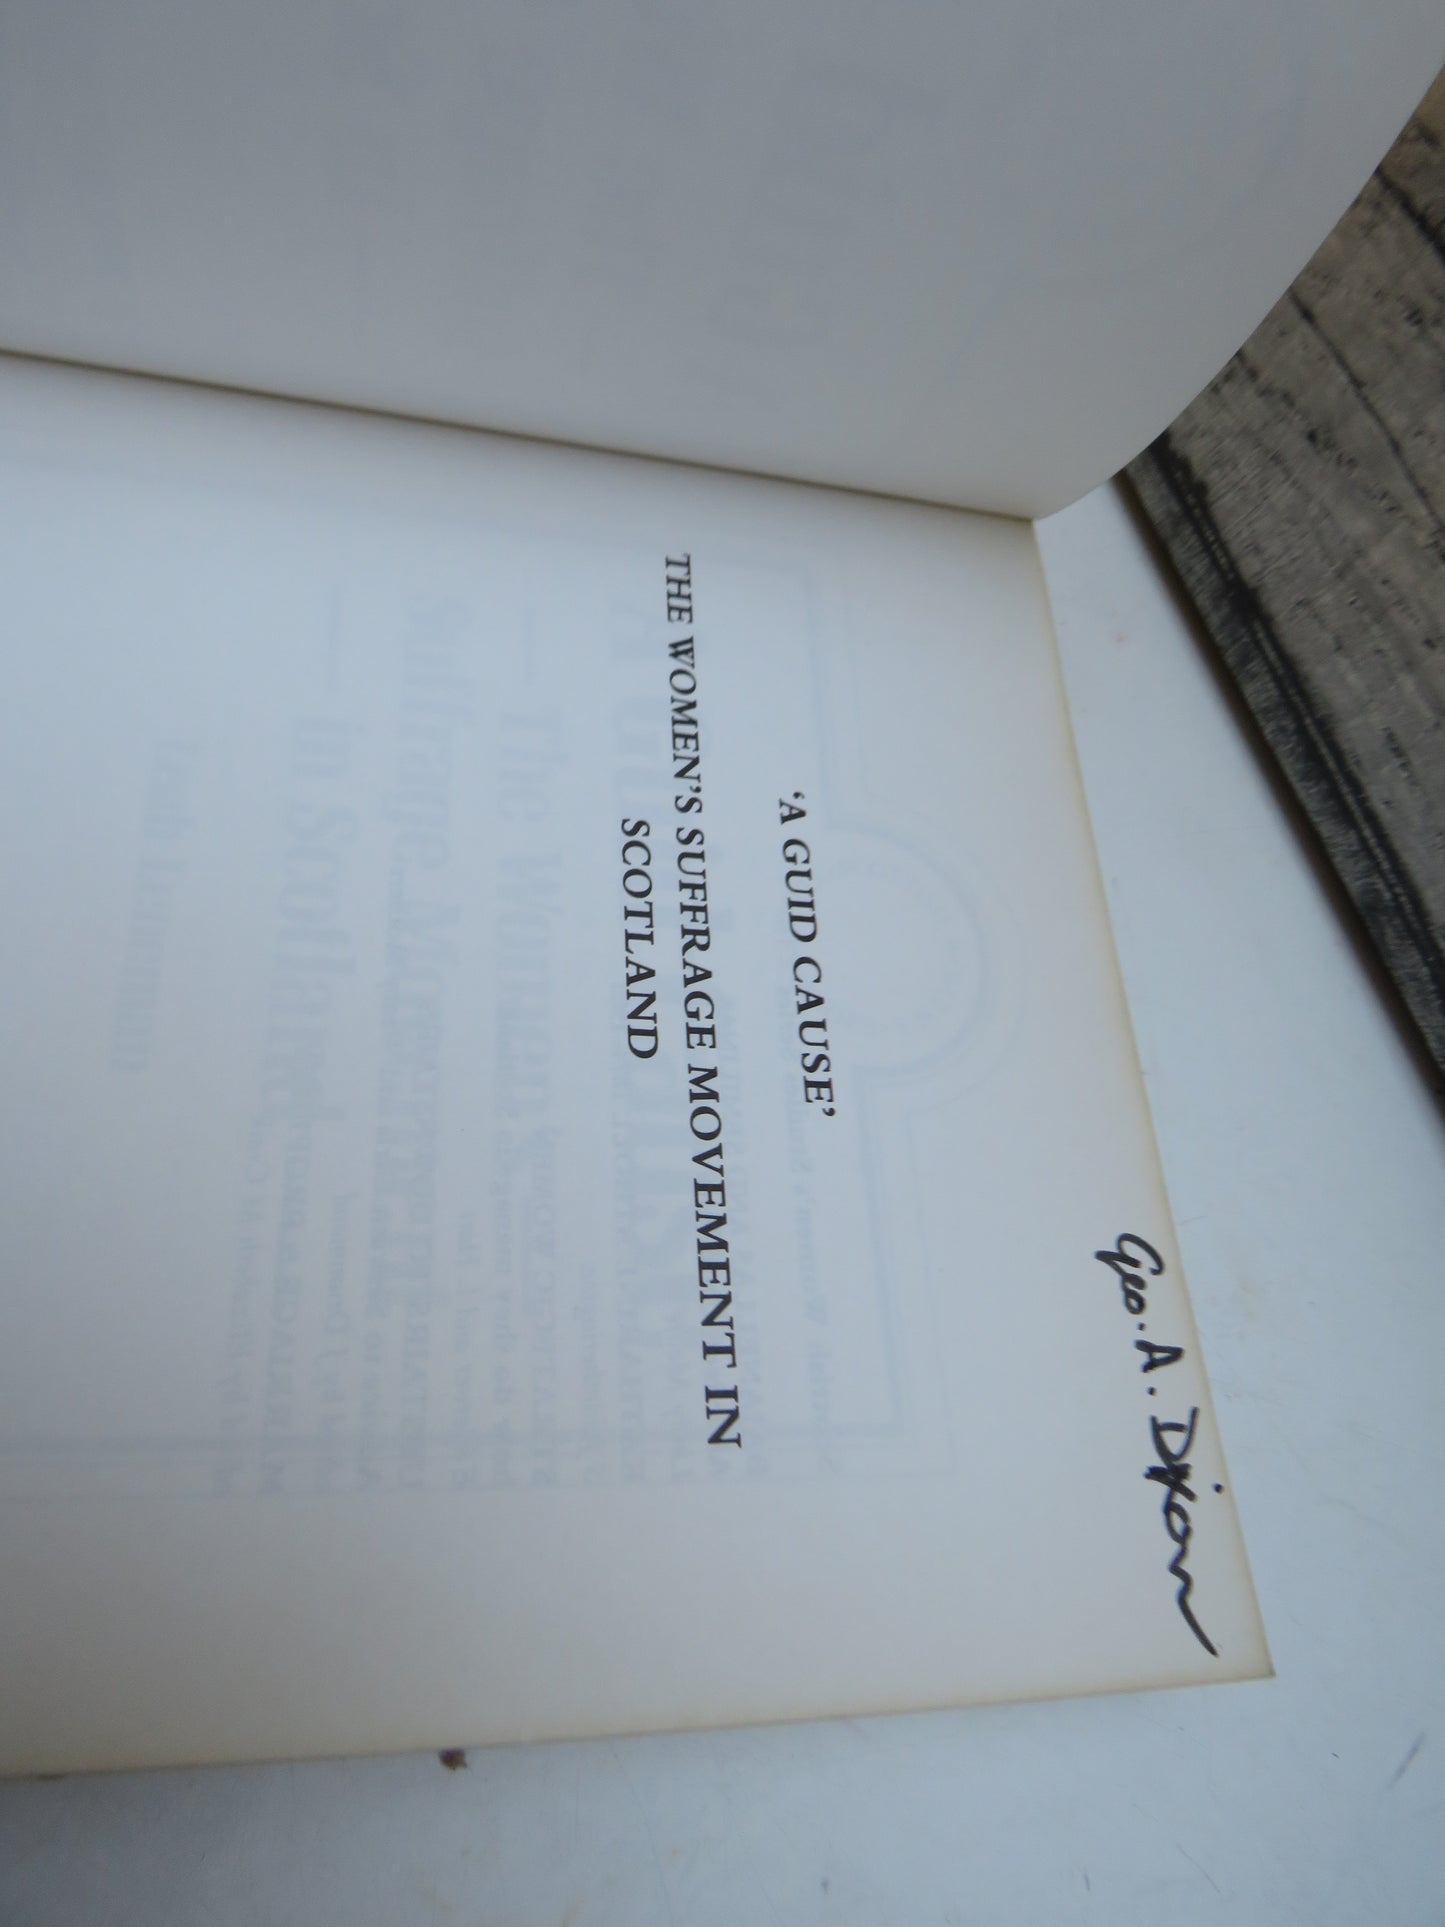 Geo. A. Dixon
‘A GUID CAUSE’
THE WOMEN’S SUFFRAGE MOVEMENT IN
SCOTLAND